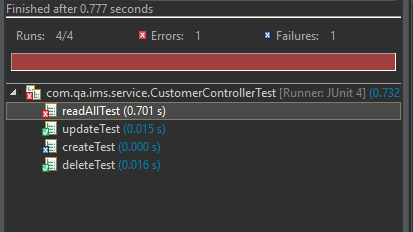 Finished after 0.777 seconds
Runs: 4/4 Errors: 1 Failures: 1
com.qa.ims.service.CustomerControllerTest [Runner: JUnit 4] (0.732
readAllTest (0.701 s)
updateTest (0.015 s)
createTest (0.000 s)
deleteTest (0.016 s)